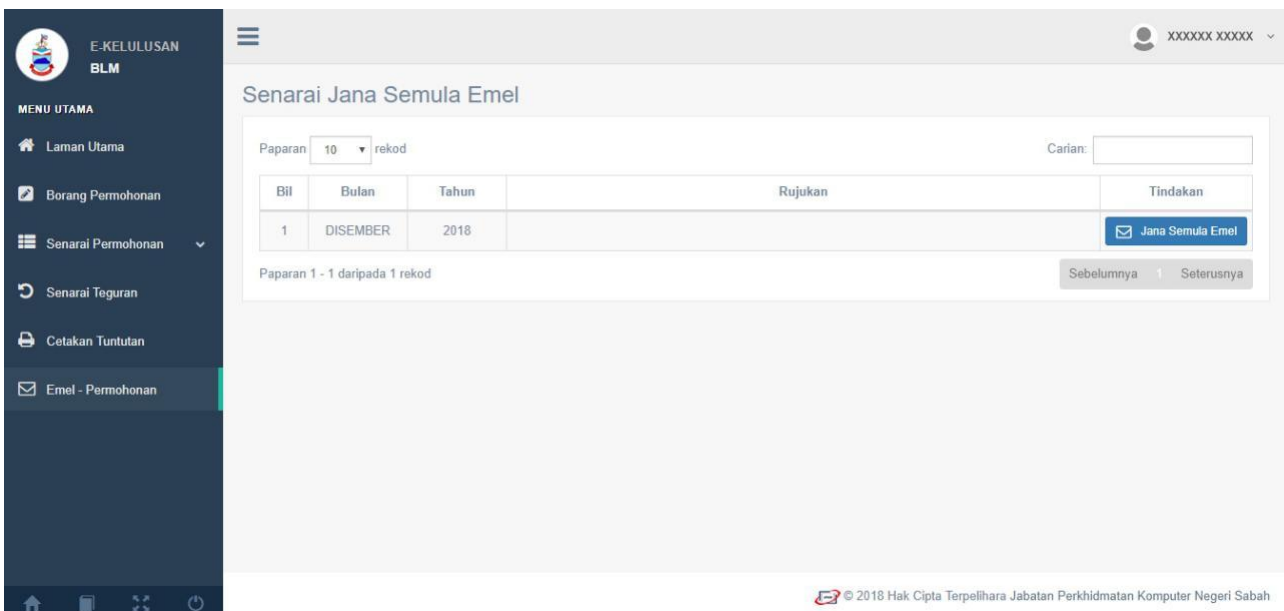 E-KELULUSAN
BLM
XXXXXX XXXXX
MENU UTAMA
Laman Utama
Borang Permohonan
Senarai Permohonan
Senarai Teguran
Cetakan Tuntutan
Emel - Permohonan
Senarai Jana Semula Emel
Paparan 10 rekod Carian:
Bil Bulan Tahun Rujukan Tindakan
1 DISEMBER 2018 Jana Semula Emel
Paparan 1 - 1 daripada 1 rekod Sebelumnya 1 Seterusnya
© 2018 Hak Cipta Terpelihara Jabatan Perkhidmatan Komputer Negeri Sabah